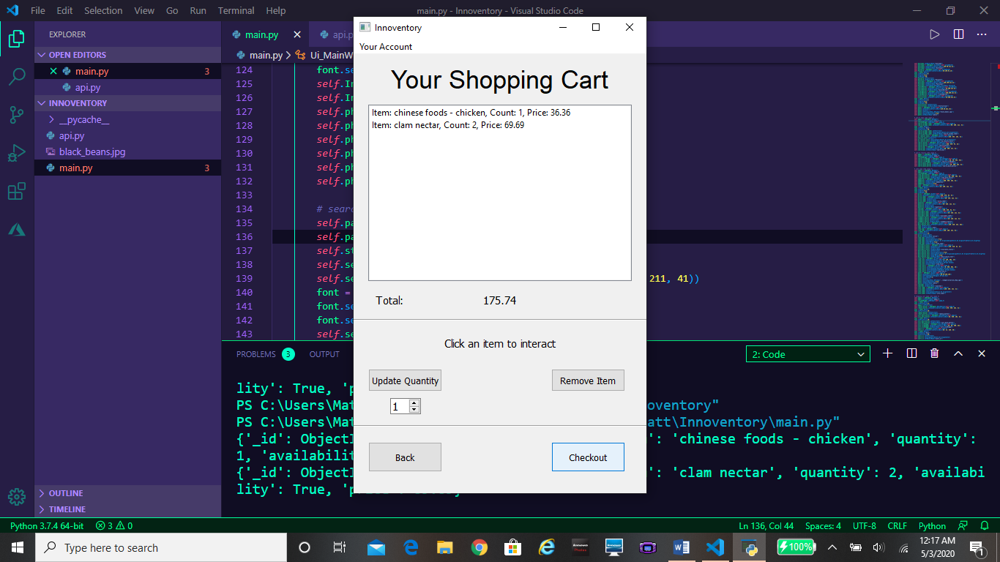 File Edit Selection View Go Run Terminal Help main.py - Innoventory - Visual Studio Code
EXPLORER
OPEN EDITORS
main.py 3
api.py
INNOVENTORY
__pycache__
api.py
black_beans.jpg
main.py 3
OUTLINE
TIMELINE
main.py api.p
main.py > Ui_MainW
124 font.se
125 self.In
126 self.In
127 self.ph
128 self.ph
129 self.ph
130 self.ph
131 self.ph
132 self.ph
133
134 # searc
135 self.pa
136 self.pa
137 self.st
138 self.se
139 self.se 211, 41))
140 font =
141 font.se
142 font.se
143 self.se
Innoventory
Your Account
Your Shopping Cart
Item: chinese foods - chicken, Count: 1, Price: 36.36
Item: clam nectar, Count: 2, Price: 69.69
Total: 175.74
Click an item to interact
Update Quantity Remove Item
1
Back Checkout
PROBLEMS 3 OUTPUT 2: Code
lity': True, 'p
PS C:\Users\Mat oventory"
PS C:\Users\Mat att\Innoventory\main.py"
{'_id': ObjectI ': 'chinese foods - chicken', 'quantity':
1, 'availabilit
{'_id': ObjectI ': 'clam nectar', 'quantity': 2, 'availabi
lity': True,
Python 3.7.4 64-bit 3 0 Ln 136, Col 44 Spaces: 4 UTF-8 CRLF Python
Type here to search
100%
12:17 AM
5/3/2020
1